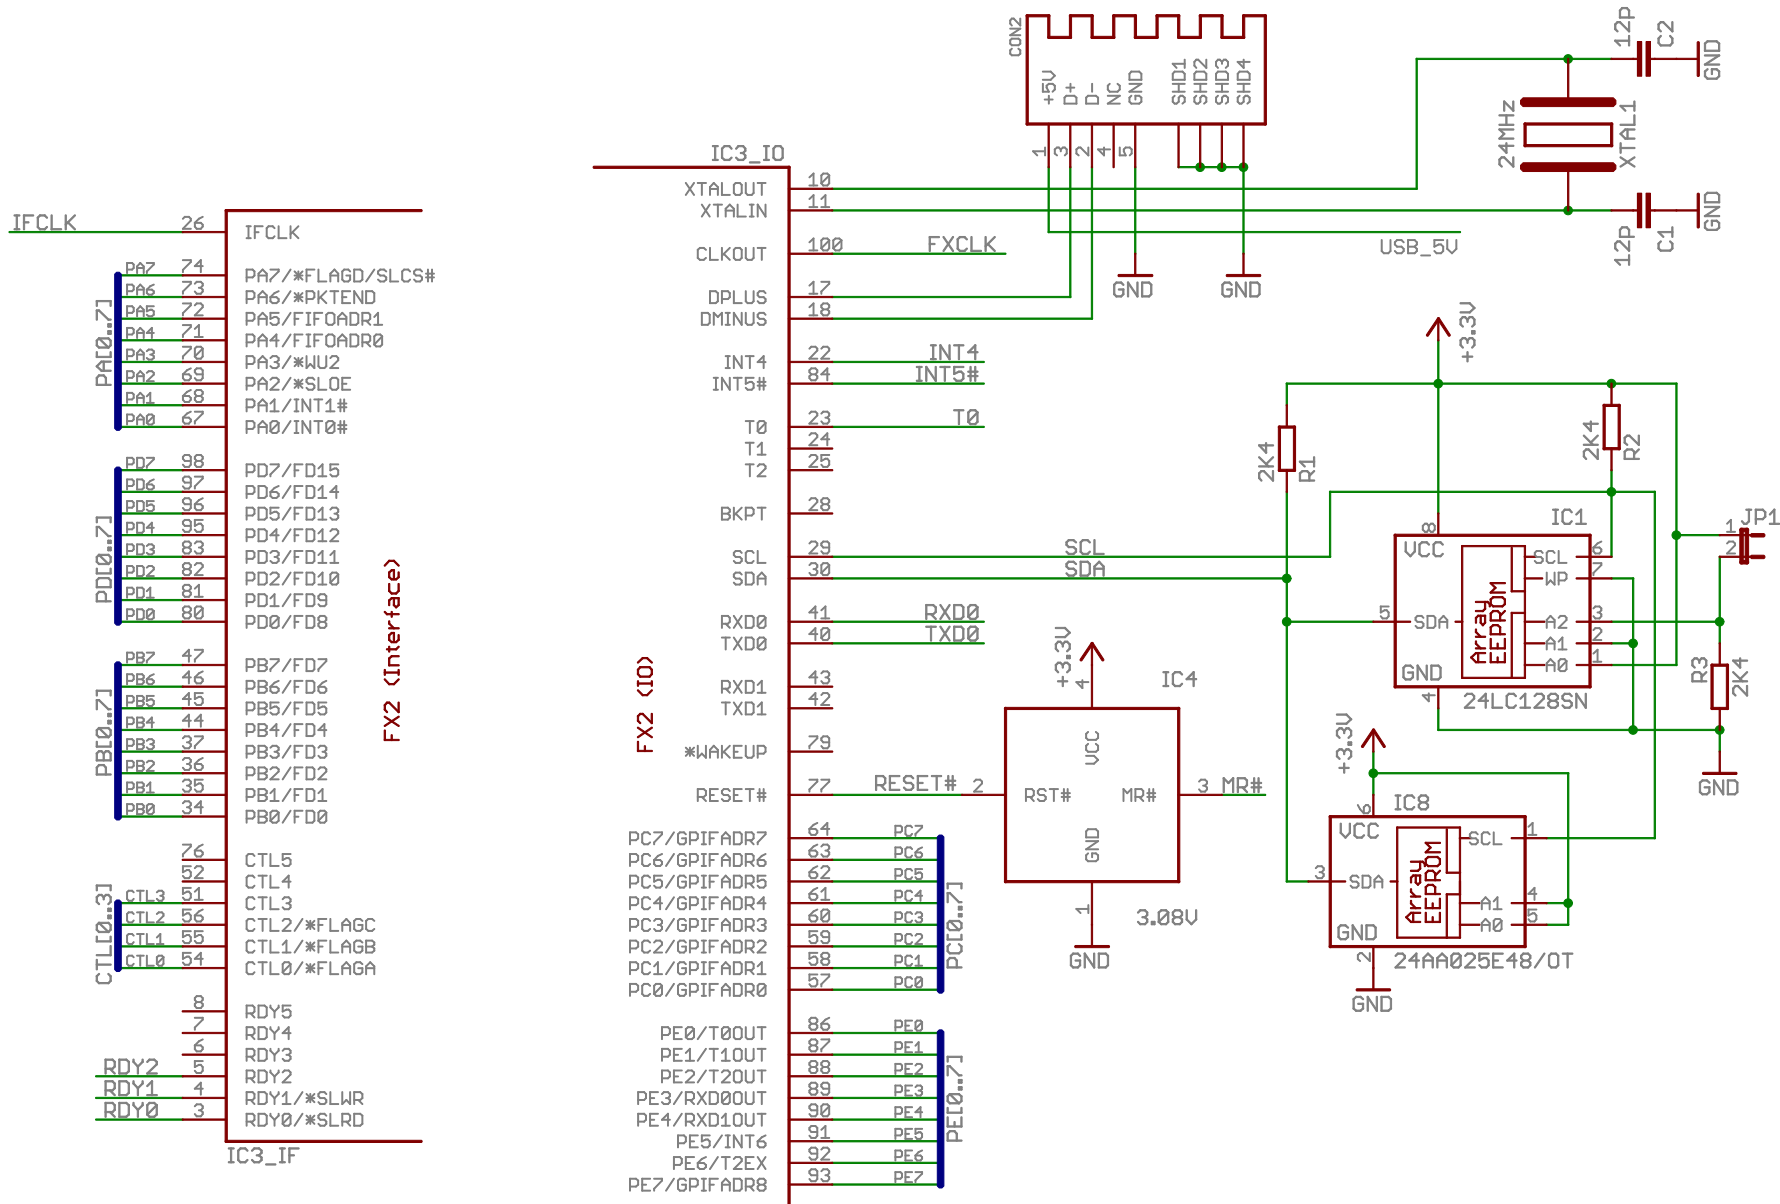 IC3_IF
FX2 (Interface)
IFCLK 26 IFCLK
PA[0..7]
PA7 74 PA7/*FLAGD/SLCS#
PA6 73 PA6/*PKTEND
PA5 72 PA5/FIFOADR1
PA4 71 PA4/FIFOADR0
PA3 70 PA3/*WU2
PA2 69 PA2/*SLOE
PA1 68 PA1/INT1#
PA0 67 PA0/INT0#
PD[0..7]
PD7 98 PD7/FD15
PD6 97 PD6/FD14
PD5 96 PD5/FD13
PD4 95 PD4/FD12
PD3 83 PD3/FD11
PD2 82 PD2/FD10
PD1 81 PD1/FD9
PD0 80 PD0/FD8
PB[0..7]
PB7 47 PB7/FD7
PB6 46 PB6/FD6
PB5 45 PB5/FD5
PB4 44 PB4/FD4
PB3 37 PB3/FD3
PB2 36 PB2/FD2
PB1 35 PB1/FD1
PB0 34 PB0/FD0
76 CTL5
52 CTL4
CTL[0..3]
CTL3 51 CTL3
CTL2 56 CTL2/*FLAGC
CTL1 55 CTL1/*FLAGB
CTL0 54 CTL0/*FLAGA
8 RDY5
7 RDY4
6 RDY3
RDY2 5 RDY2
RDY1 4 RDY1/*SLWR
RDY0 3 RDY0/*SLRD
IC3_IO
FX2 (IO)
XTALOUT 10
XTALIN 11
CLKOUT 100 FXCLK
DPLUS 17
DMINUS 18
INT4 22 INT4
INT5# 84 INT5#
T0 23 T0
T1 24
T2 25
BKPT 28
SCL 29 SCL
SDA 30 SDA
RXD0 41 RXD0
TXD0 40 TXD0
RXD1 43
TXD1 42
*WAKEUP 79
RESET# 77 RESET#
PC7/GPIFADR7 64 PC7
PC6/GPIFADR6 63 PC6
PC5/GPIFADR5 62 PC5
PC4/GPIFADR4 61 PC4
PC3/GPIFADR3 60 PC3
PC2/GPIFADR2 59 PC2
PC1/GPIFADR1 58 PC1
PC0/GPIFADR0 57 PC0
PC[0..7]
PE0/T0OUT 86 PE0
PE1/T1OUT 87 PE1
PE2/T2OUT 88 PE2
PE3/RXD0OUT 89 PE3
PE4/RXD1OUT 90 PE4
PE5/INT6 91 PE5
PE6/T2EX 92 PE6
PE7/GPIFADR8 93 PE7
PE[0..7]
CON2
+5V D+ D- NC GND SHD1 SHD2 SHD3 SHD4
1 3 2 4 5
GND
GND
USB_5V
12P
C2
GND
24MHz
XTAL1
12P
C1
GND
+3.3V
2K4
R1
2K4
R2
IC1
8 VCC
SCL 6
WP 7
5 SDA
A2 3
A1 2
A0 1
Array
EEPROM
GND
4
24LC128SN
JP1
1
2
R3
2K4
GND
+3.3V
4
IC4
VCC
2 RST#
MR# 3 MR#
GND
1
3.08V
GND
+3.3V
6
IC8
VCC
SCL 1
3 SDA
A1 4
A0 5
Array
EEPROM
GND
2
24AA025E48/OT
GND